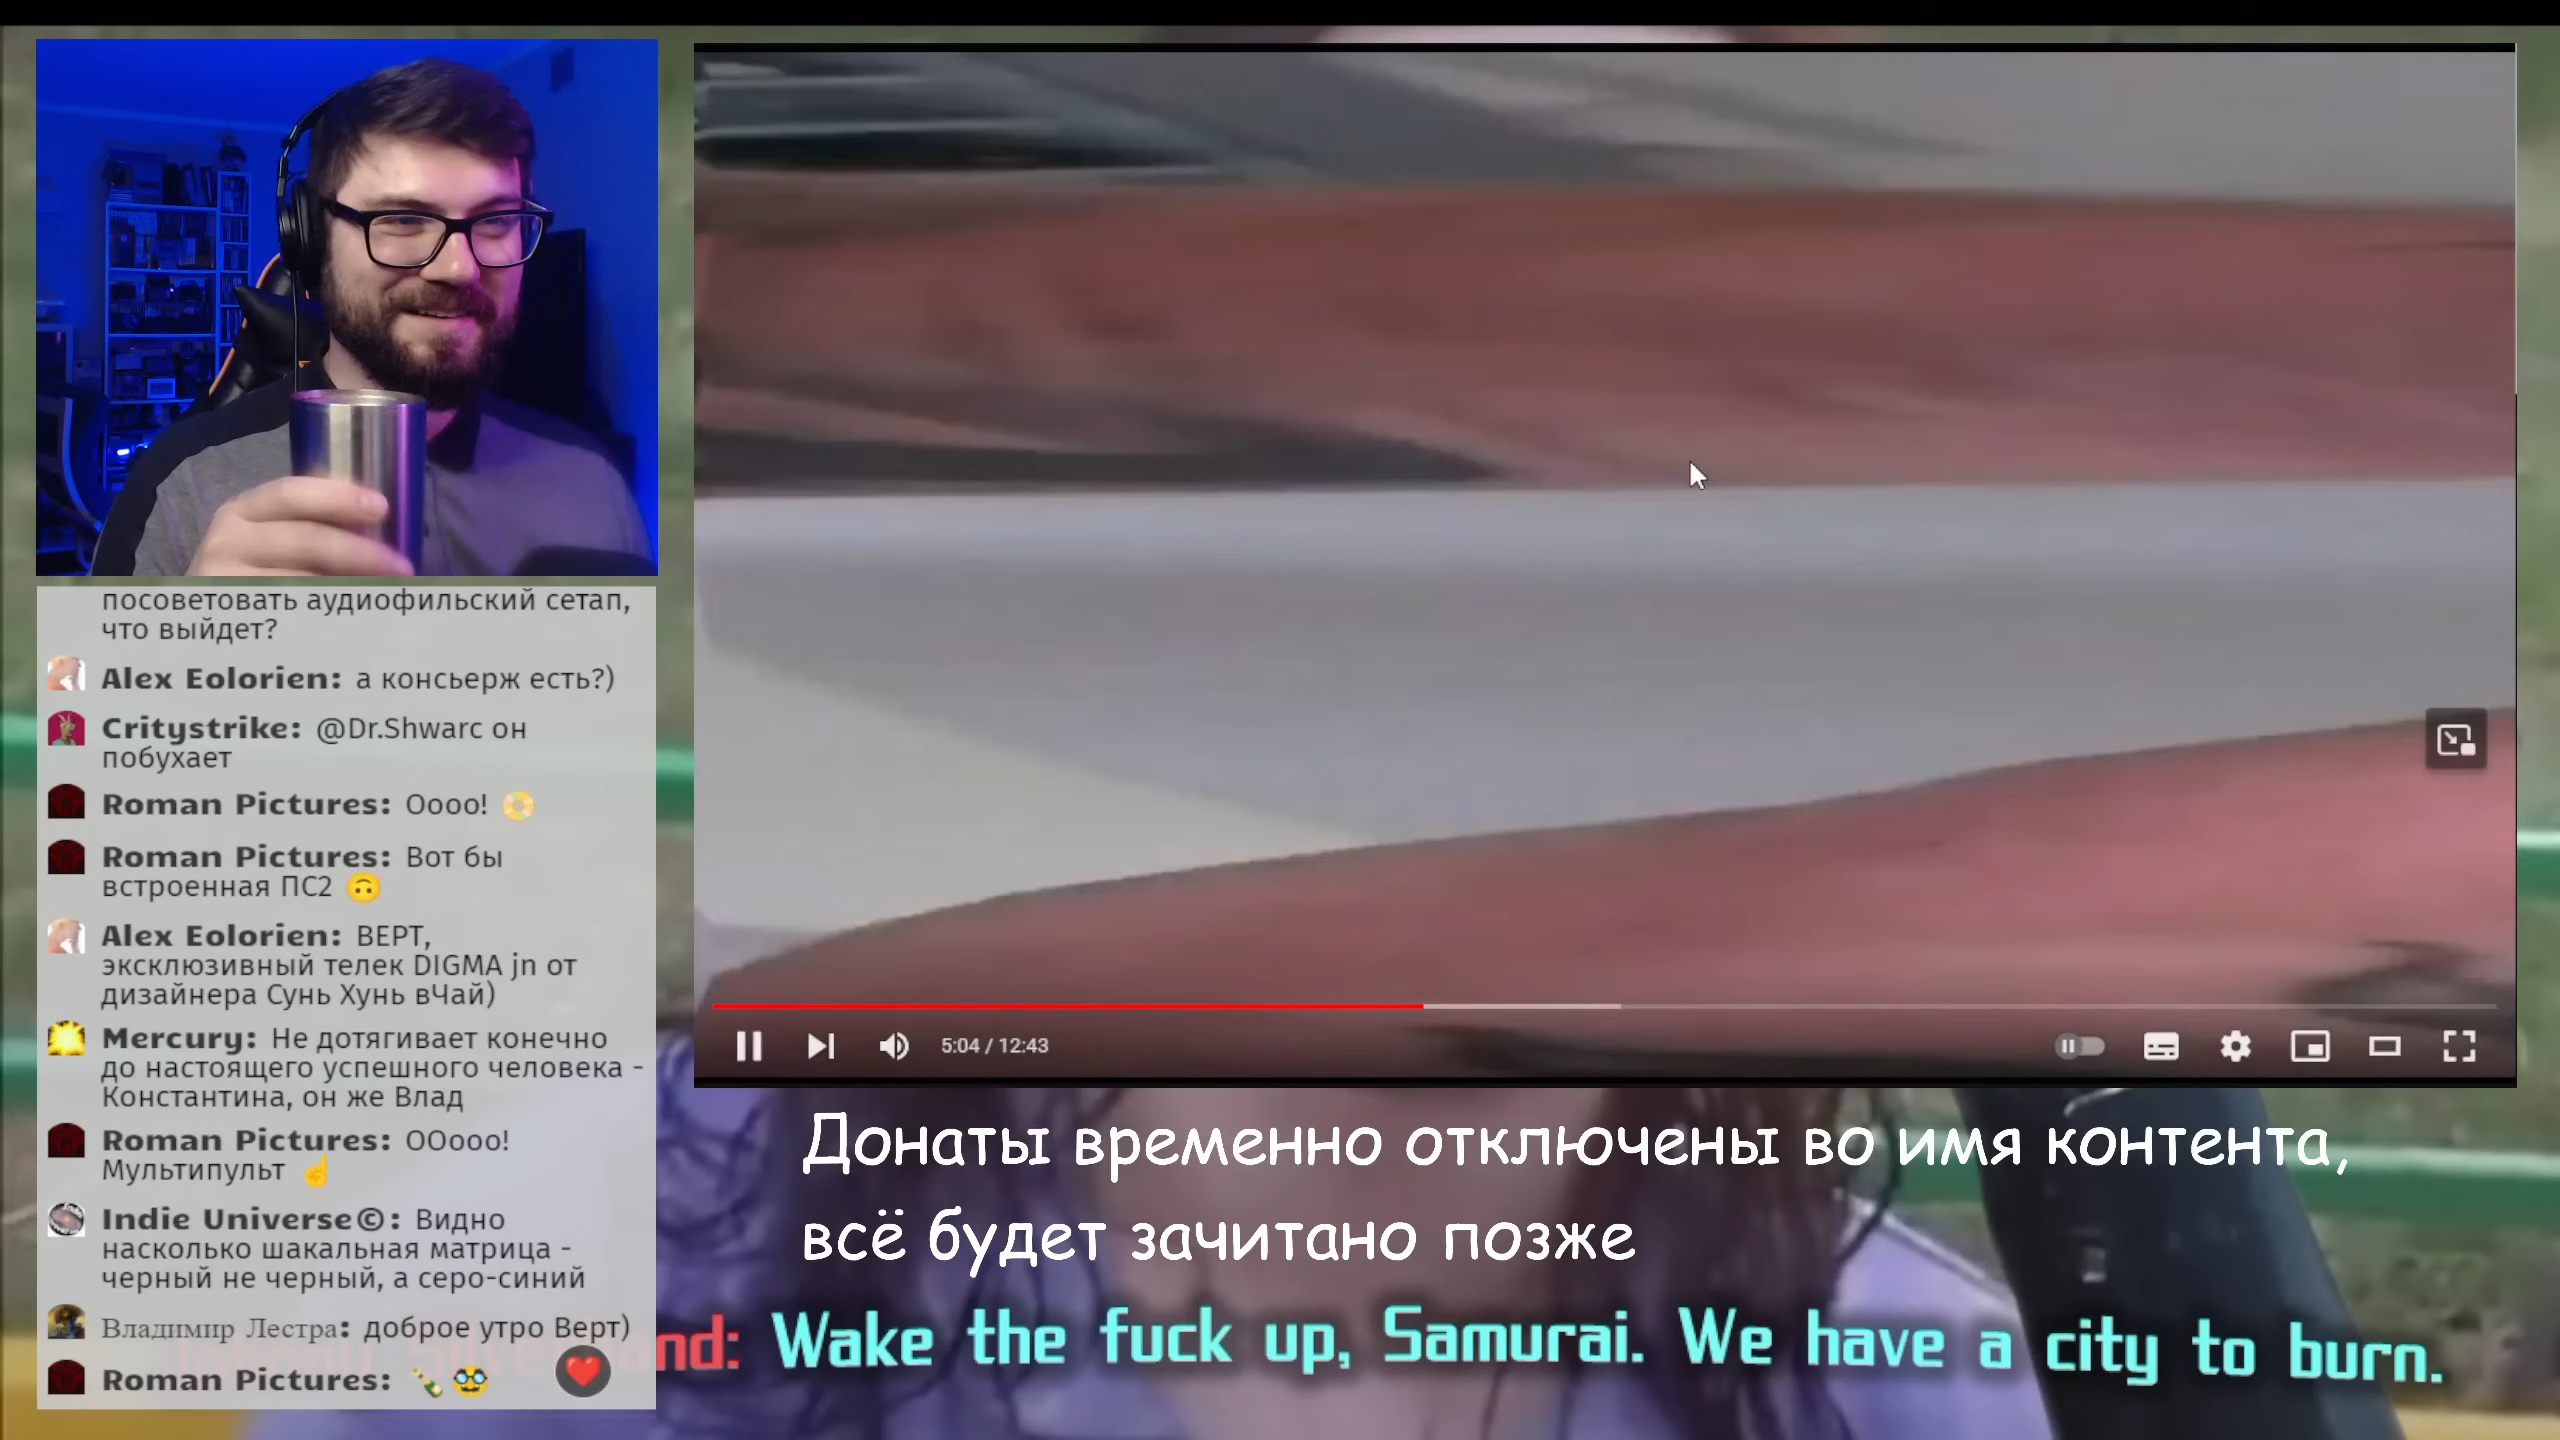 посоветовать аудиофильский сетап,
что выйдет?
Alex Eolorien: а консьерж есть?)
Critystrike: @Dr.Shwarc он
побухает
Roman Pictures: Оооо!
Roman Pictures: Вот бы
встроенная ПС2
Alex Eolorien: ВЕРТ,
эксклюзивный телек DIGMA jn от
дизайнера Сунь Хунь вЧай)
Mercury: Не дотягивает конечно
до настоящего успешного человека -
Константина, он же Влад
Roman Pictures: ООооо!
Мультипульт
Indie Universe©: Видно
насколько шакальная матрица -
черный не черный, а серо-синий
Владимир Лестра: доброе утро Верт)
Roman Pictures:
5:04 / 12:43
Донаты временно отключены во имя контента,
всё будет зачитано позже
nd: Wake the fuck up, Samurai. We have a city to burn.